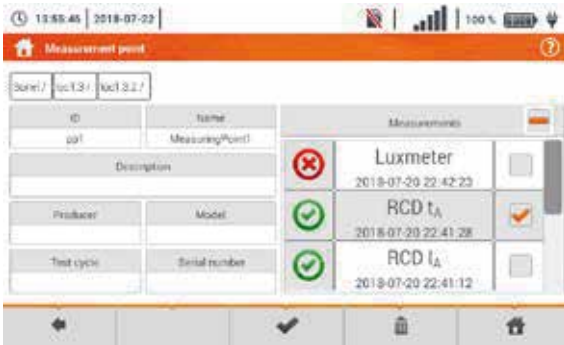 13:55:46 2018-07-22 100 %
Measurement point
Sonel / loc1.3 / loc1.3.2 /
ID Name Measurements
pp1 MeasuringPoint1
Description
Luxmeter
2018-07-20 22:42:23
Producer Model
RCD tA
2018-07-20 22:41:28
Test cycle Serial number
RCD IA
2018-07-20 22:41:12